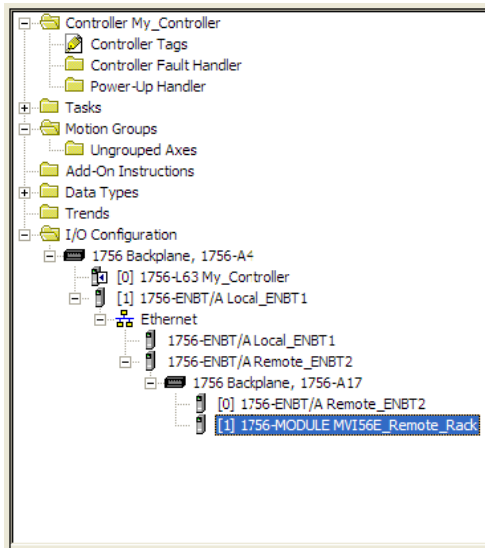 Controller My_Controller
Controller Tags
Controller Fault Handler
Power-Up Handler
Tasks
Motion Groups
Ungrouped Axes
Add-On Instructions
Data Types
Trends
I/O Configuration
1756 Backplane, 1756-A4
[0] 1756-L63 My_Controller
[1] 1756-ENBT/A Local_ENBT1
Ethernet
1756-ENBT/A Local_ENBT1
1756-ENBT/A Remote_ENBT2
1756 Backplane, 1756-A17
[0] 1756-ENBT/A Remote_ENBT2
[1] 1756-MODULE MVI56E_Remote_Rack